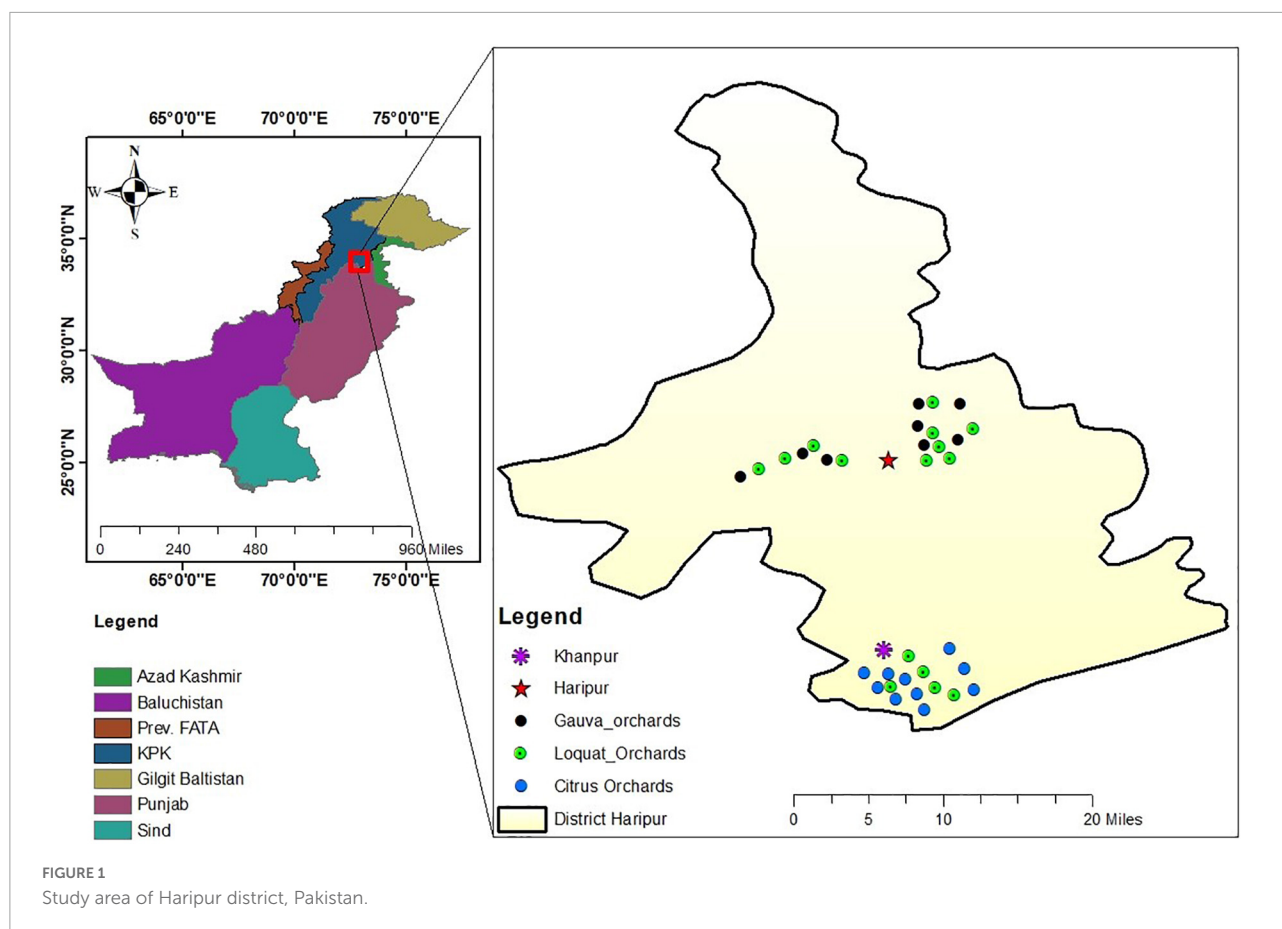 65°0'0"E 70°0'0"E 75°0'0"E
N
W E
S
35°0'0"N
30°0'0"N
25°0'0"N
0 240 480 960 Miles
65°0'0"E 70°0'0"E 75°0'0"E
Legend
Azad Kashmir
Baluchistan
Prev. FATA
KPK
Gilgit Baltistan
Punjab
Sind
Legend
Khanpur
Haripur
Gauva_orchards
Loquat_Orchards
Citrus Orchards
District Haripur
0 5 10 20 Miles
FIGURE 1
Study area of Haripur district, Pakistan.